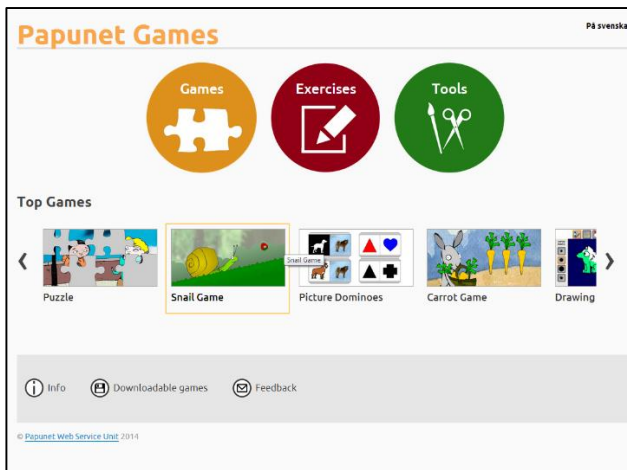 Papunet Games
På svenska
Games
Exercises
Tools
Top Games
Snail Game
Puzzle
Snail Game
Picture Dominoes
Carrot Game
Drawing
Info
Downloadable games
Feedback
© Papunet Web Service Unit 2014